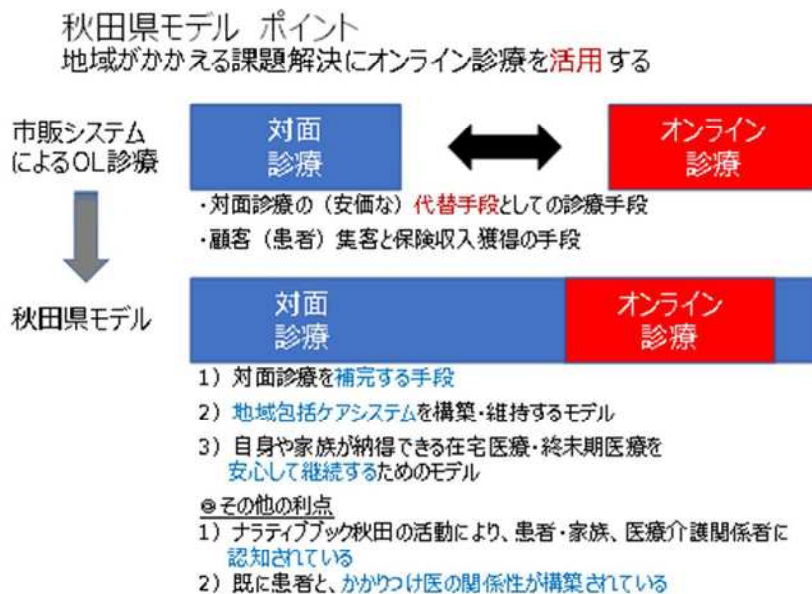 秋田県モデル ポイント
地域がかかえる課題解決にオンライン診療を活用する
市販システム
によるOL診療
対面
診療
オンライン
診療
・対面診療の（安価な）代替手段としての診療手段
・顧客（患者）集客と保険収入獲得の手段
秋田県モデル
対面
診療
オンライン
診療
1）対面診療を補完する手段
2）地域包括ケアシステムを構築・維持するモデル
3）自身や家族が納得できる在宅医療・終末期医療を
安心して継続するためのモデル
◎その他の利点
1）ナラティブブック秋田の活動により、患者・家族、医療介護関係者に
認知されている
2）既に患者と、かかりつけ医の関係性が構築されている